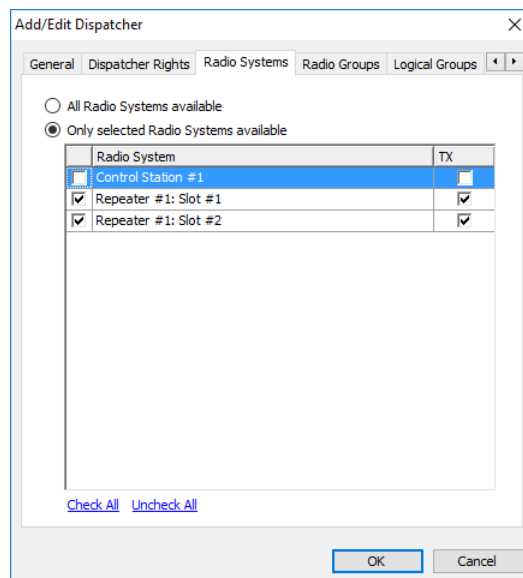 Add/Edit Dispatcher
General Dispatcher Rights Radio Systems Radio Groups Logical Groups
All Radio Systems available
Only selected Radio Systems available
Radio System TX
Control Station #1
Repeater #1: Slot #1
Repeater #1: Slot #2
Check All Uncheck All
OK Cancel